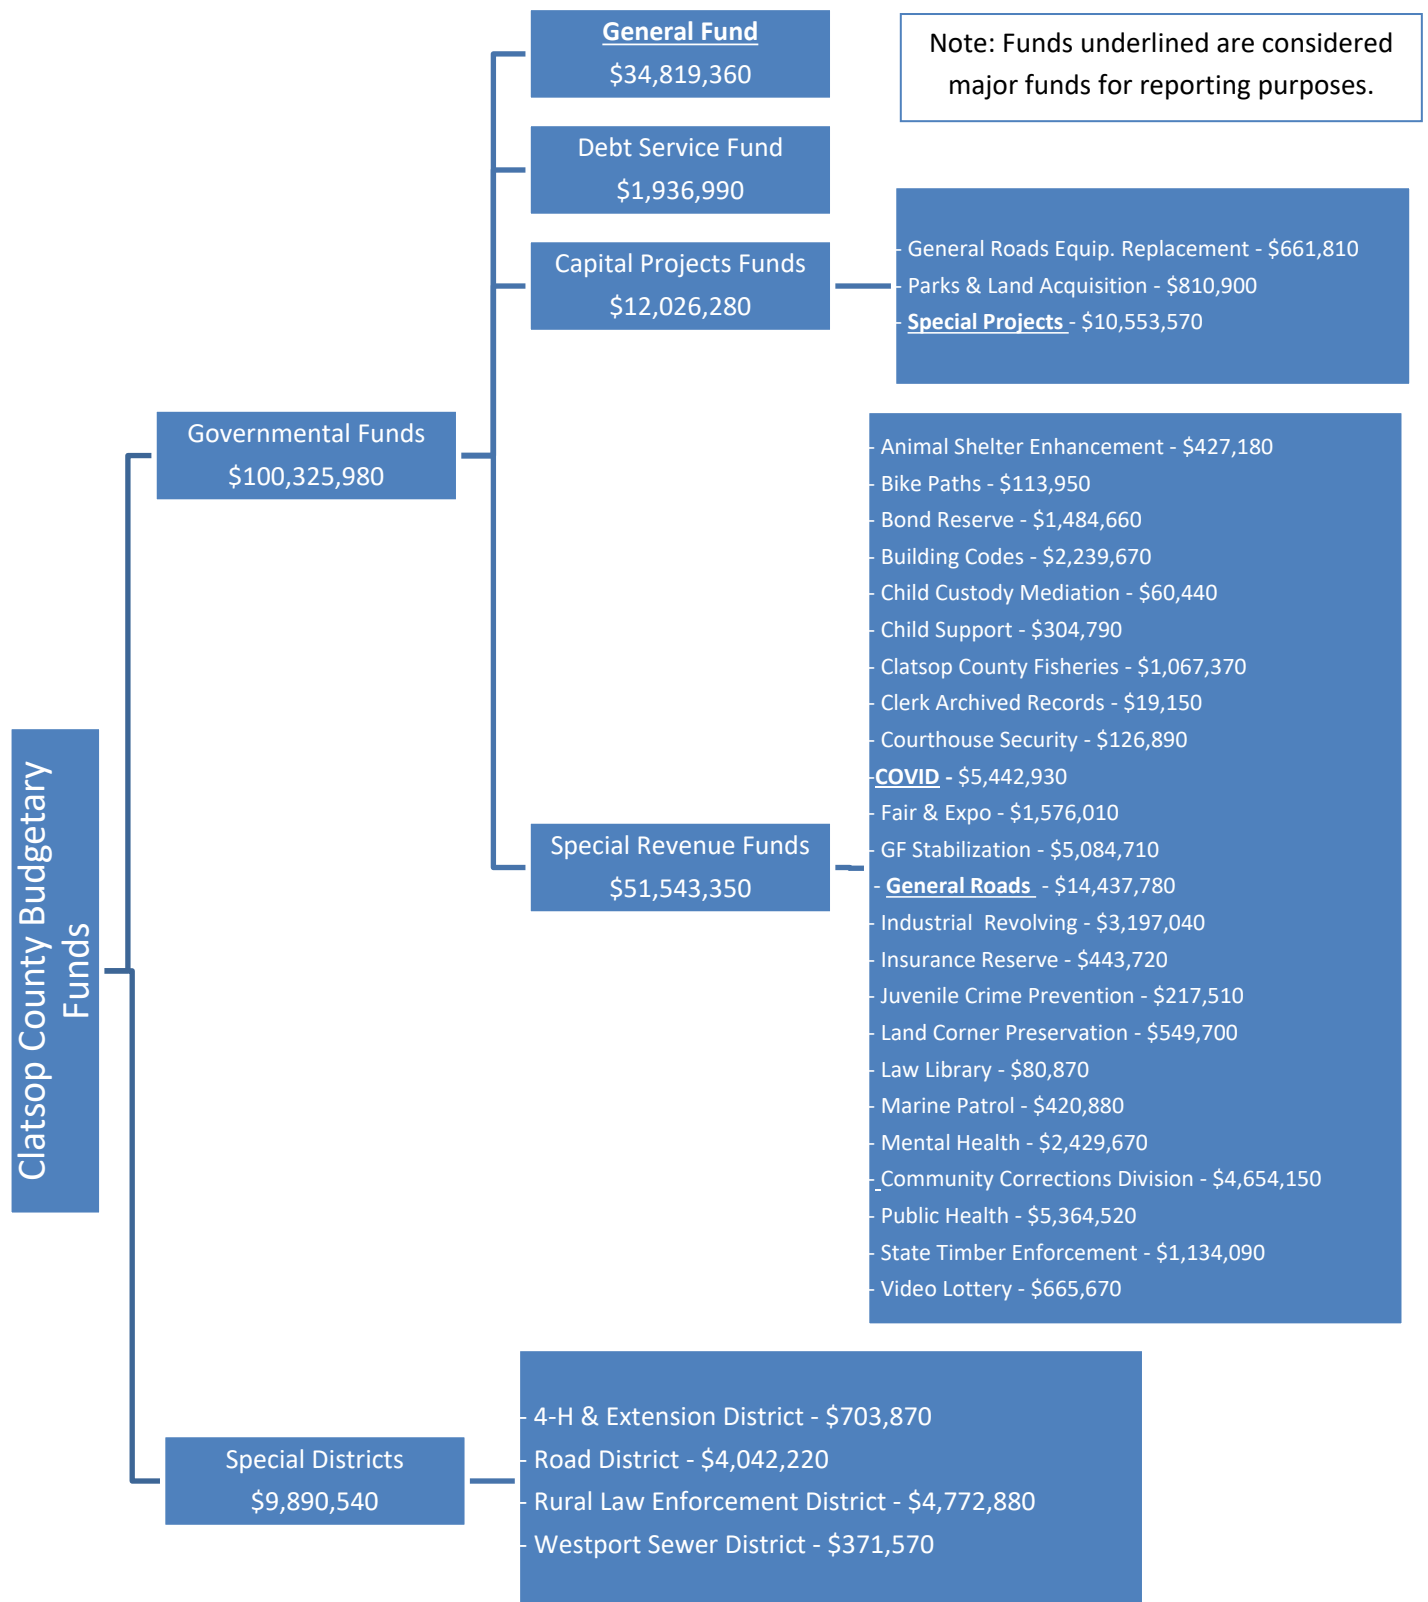 General Fund
$34,819,360
Note: Funds underlined are considered
major funds for reporting purposes.
Debt Service Fund
$1,936,990
Capital Projects Funds
$12,026,280
- General Roads Equip. Replacement - $661,810
- Parks & Land Acquisition - $810,900
- Special Projects - $10,553,570
Governmental Funds
$100,325,980
Special Revenue Funds
$51,543,350
- Animal Shelter Enhancement - $427,180
- Bike Paths - $113,950
- Bond Reserve - $1,484,660
- Building Codes - $2,239,670
- Child Custody Mediation - $60,440
- Child Support - $304,790
- Clatsop County Fisheries - $1,067,370
- Clerk Archived Records - $19,150
- Courthouse Security - $126,890
-COVID - $5,442,930
- Fair & Expo - $1,576,010
- GF Stabilization - $5,084,710
- General Roads - $14,437,780
- Industrial Revolving - $3,197,040
- Insurance Reserve - $443,720
- Juvenile Crime Prevention - $217,510
- Land Corner Preservation - $549,700
- Law Library - $80,870
- Marine Patrol - $420,880
- Mental Health - $2,429,670
- Community Corrections Division - $4,654,150
- Public Health - $5,364,520
- State Timber Enforcement - $1,134,090
- Video Lottery - $665,670
Clatsop County Budgetary
Funds
Special Districts
$9,890,540
- 4-H & Extension District - $703,870
- Road District - $4,042,220
- Rural Law Enforcement District - $4,772,880
- Westport Sewer District - $371,570